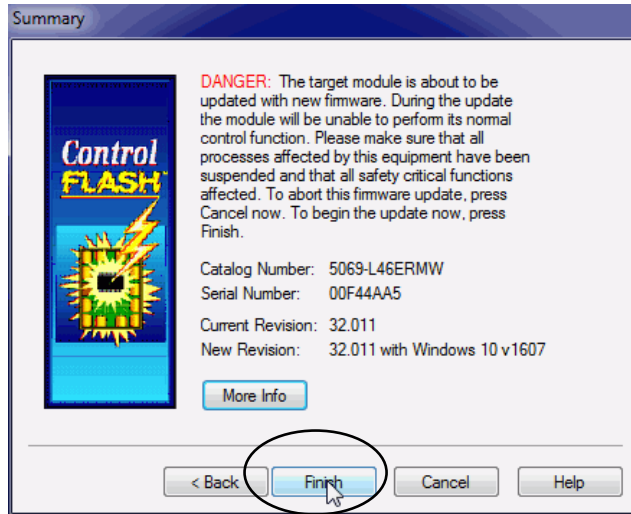 Summary
Control
FLASH
DANGER: The target module is about to be
updated with new firmware. During the update
the module will be unable to perform its normal
control function. Please make sure that all
processes affected by this equipment have been
suspended and that all safety critical functions
affected. To abort this firmware update, press
Cancel now. To begin the update now, press
Finish.
Catalog Number: 5069-L46ERMW
Serial Number: 00F44AA5
Current Revision: 32.011
New Revision: 32.011 with Windows 10 v1607
More Info
< Back Finish Cancel Help